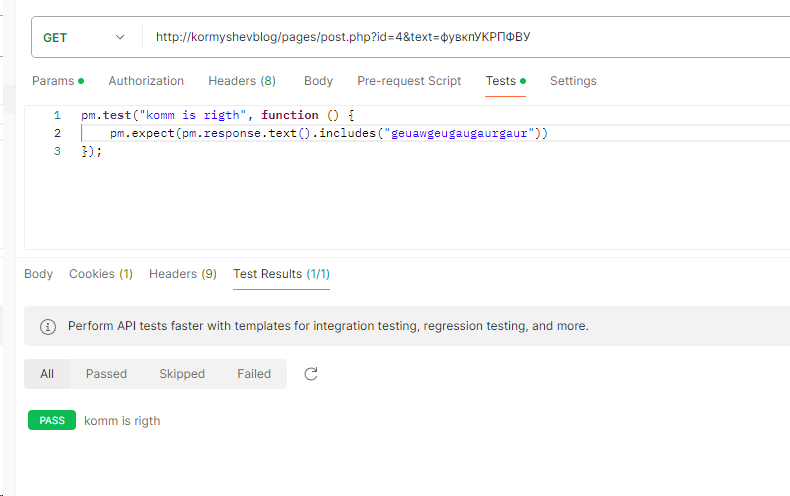 GET http://kormyshevblog/pages/post.php?id=4&text=фувкпУКРПФВУ
Params Authorization Headers (8) Body Pre-request Script Tests Settings
1 pm.test("komm is rigth", function () {
2 pm.expect(pm.response.text().includes("geuawgeugaugaurgaur"))
3 });
Body Cookies (1) Headers (9) Test Results (1/1)
Perform API tests faster with templates for integration testing, regression testing, and more.
All Passed Skipped Failed
PASS komm is rigth